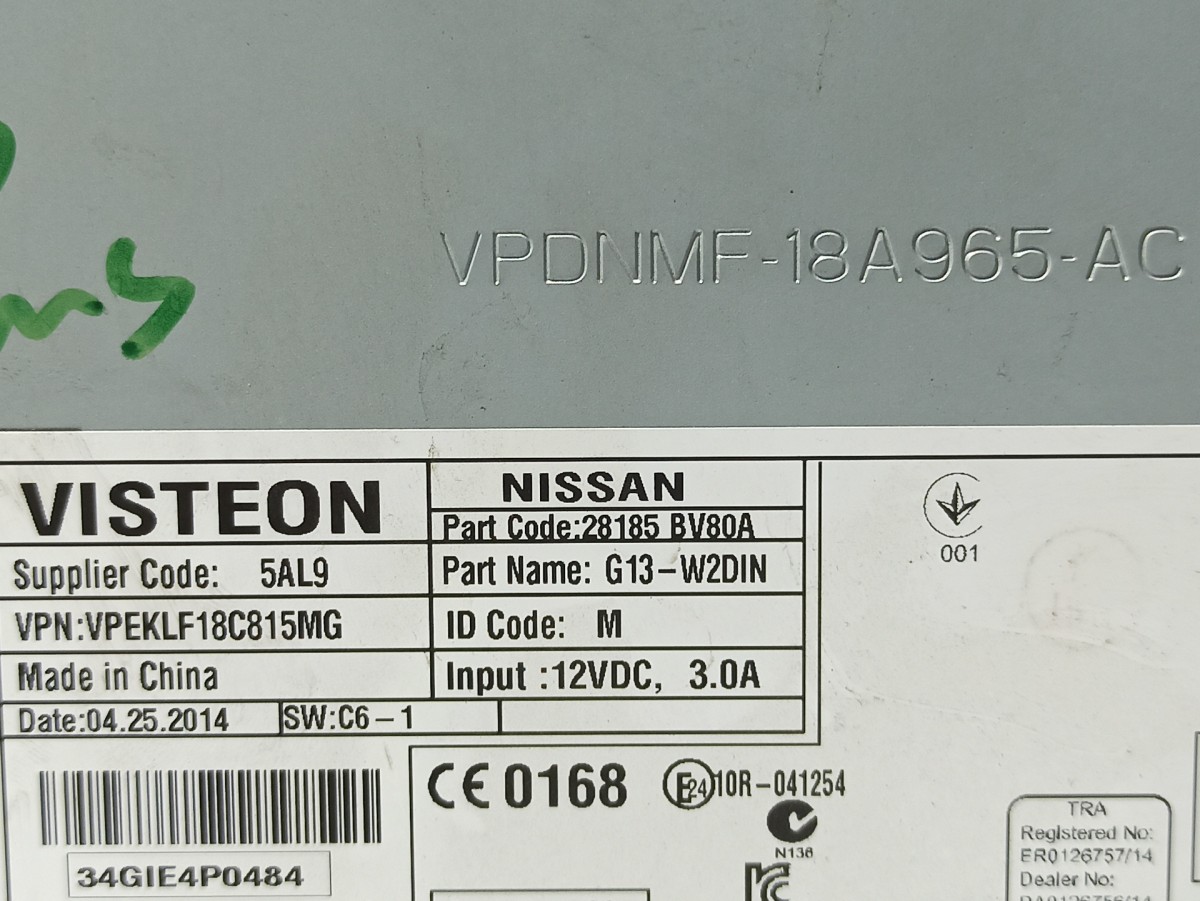 VPDNMF-18A965-AC
VISTEON
NISSAN
Part Code:28185 BV80A
Supplier Code: 5AL9
Part Name: G13-W2DIN
VPN:VPEKLF18C815MG
ID Code: M
Made in China
Input :12VDC, 3.0A
Date:04.25.2014
SW:C6-1
001
CE 0168
E24
10R-041254
N136
34GIE4P0484
TRA
Registered No:
ER0126757/14
Dealer No: